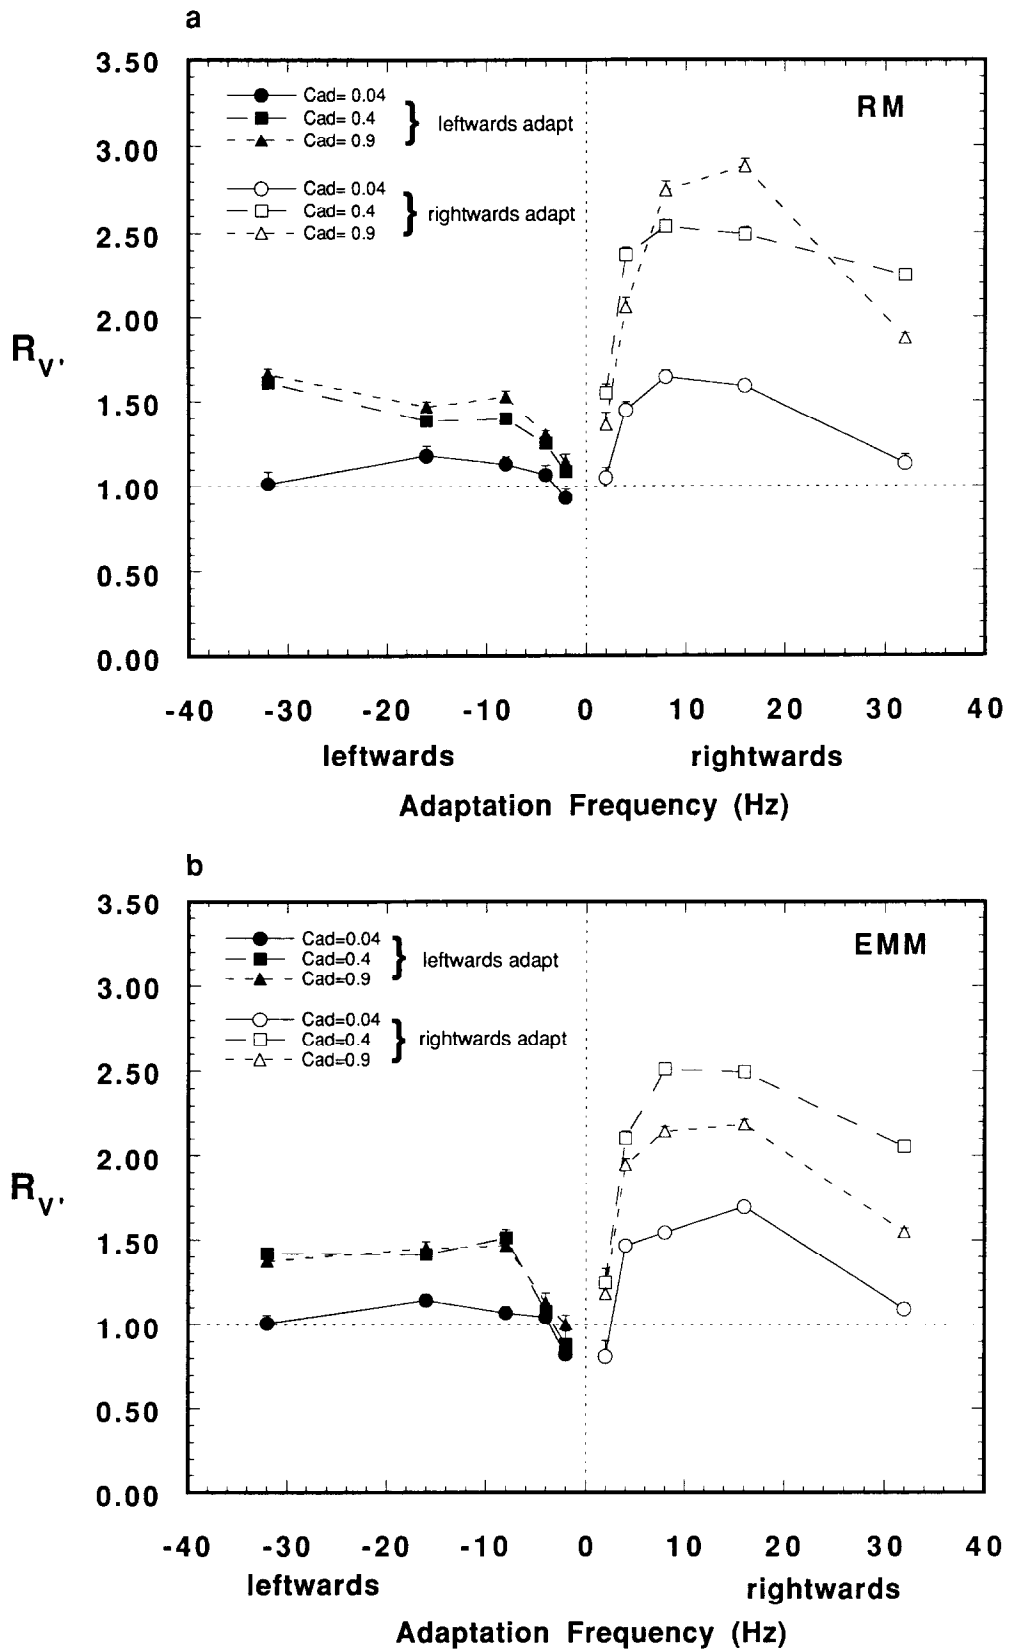 a
3.50
3.00
2.50
2.00
1.50
1.00
0.50
0.00
R V'
Cad= 0.04
Cad= 0.4
Cad= 0.9
} leftwards adapt
Cad= 0.04
Cad= 0.4
Cad= 0.9
} rightwards adapt
RM
-40 -30 -20 -10 0 10 20 30 40
leftwards rightwards
Adaptation Frequency (Hz)
b
3.50
3.00
2.50
2.00
1.50
1.00
0.50
0.00
R V'
Cad=0.04
Cad=0.4
Cad=0.9
} leftwards adapt
Cad=0.04
Cad=0.4
Cad=0.9
} rightwards adapt
EMM
-40 -30 -20 -10 0 10 20 30 40
leftwards rightwards
Adaptation Frequency (Hz)